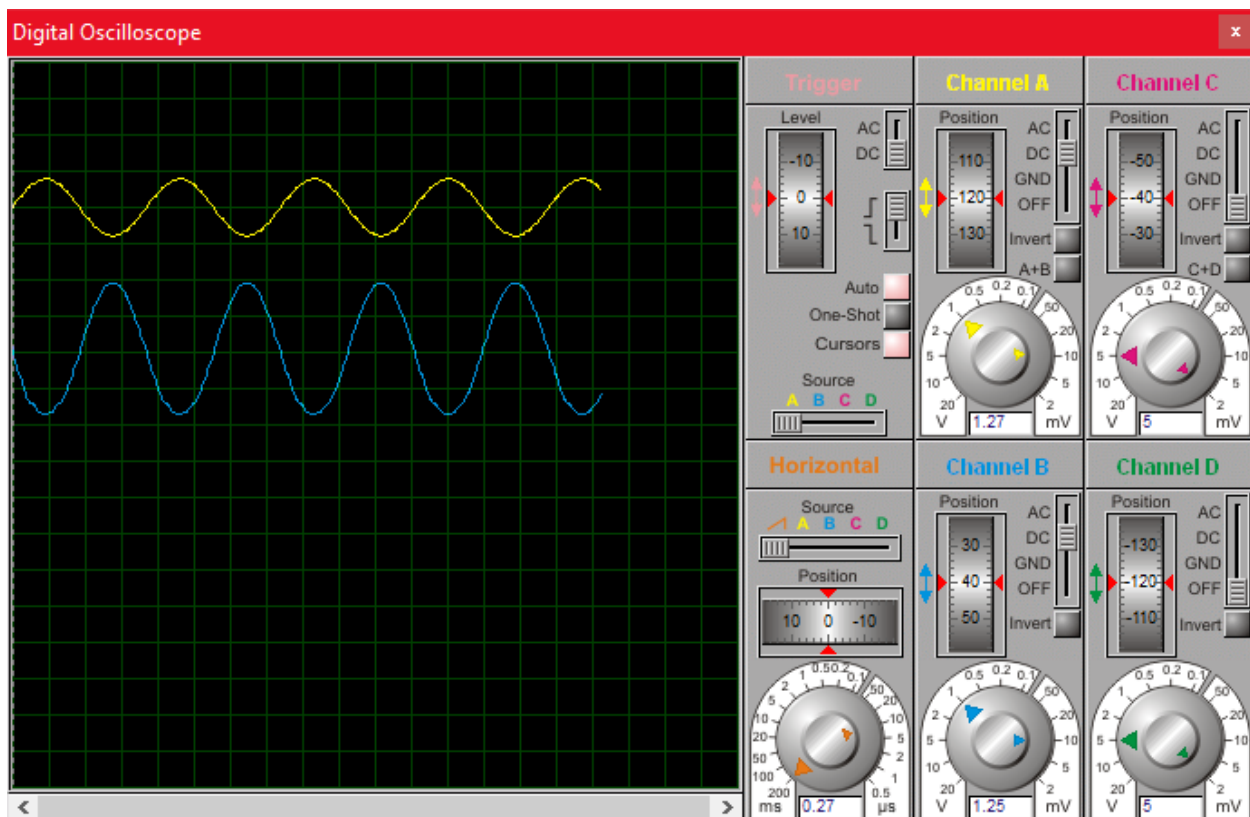 Digital Oscilloscope
x
Trigger
Level
AC
DC
-10
0
10
Auto
One-Shot
Cursors
Source
A B C D
Channel A
Position
AC
DC
GND
OFF
110
120
130
Invert
A+B
0.5 0.2 0.1
1 50
2 20
5 10
10 5
20 2
V 1.27 mV
Channel C
Position
AC
DC
GND
OFF
-50
-40
-30
Invert
C+D
0.5 0.2 0.1
1 50
2 20
5 10
10 5
20 2
V 5 mV
Horizontal
Source
A B C D
Position
10 0 -10
1 0.5 0.2 0.1
2 50
5 20
10 10
20 5
50 2
100 1
200 0.5
ms 0.27 µs
Channel B
Position
AC
DC
GND
OFF
30
40
50
Invert
0.5 0.2 0.1
1 50
2 20
5 10
10 5
20 2
V 1.25 mV
Channel D
Position
AC
DC
GND
OFF
-130
-120
-110
Invert
0.5 0.2 0.1
1 50
2 20
5 10
10 5
20 2
V 5 mV